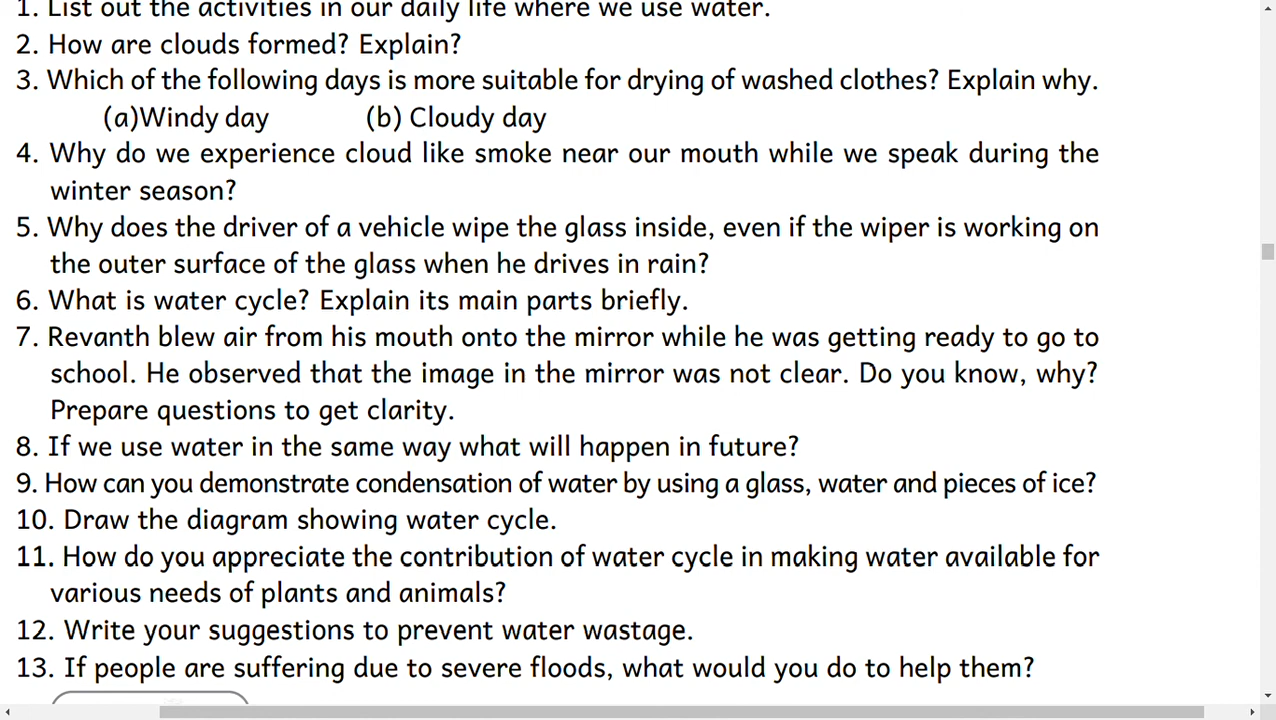 1. List out the activities in our daily life where we use water.
2. How are clouds formed? Explain?
3. Which of the following days is more suitable for drying of washed clothes? Explain why.
(a)Windy day (b) Cloudy day
4. Why do we experience cloud like smoke near our mouth while we speak during the
winter season?
5. Why does the driver of a vehicle wipe the glass inside, even if the wiper is working on
the outer surface of the glass when he drives in rain?
6. What is water cycle? Explain its main parts briefly.
7. Revanth blew air from his mouth onto the mirror while he was getting ready to go to
school. He observed that the image in the mirror was not clear. Do you know, why?
Prepare questions to get clarity.
8. If we use water in the same way what will happen in future?
9. How can you demonstrate condensation of water by using a glass, water and pieces of ice?
10. Draw the diagram showing water cycle.
11. How do you appreciate the contribution of water cycle in making water available for
various needs of plants and animals?
12. Write your suggestions to prevent water wastage.
13. If people are suffering due to severe floods, what would you do to help them?